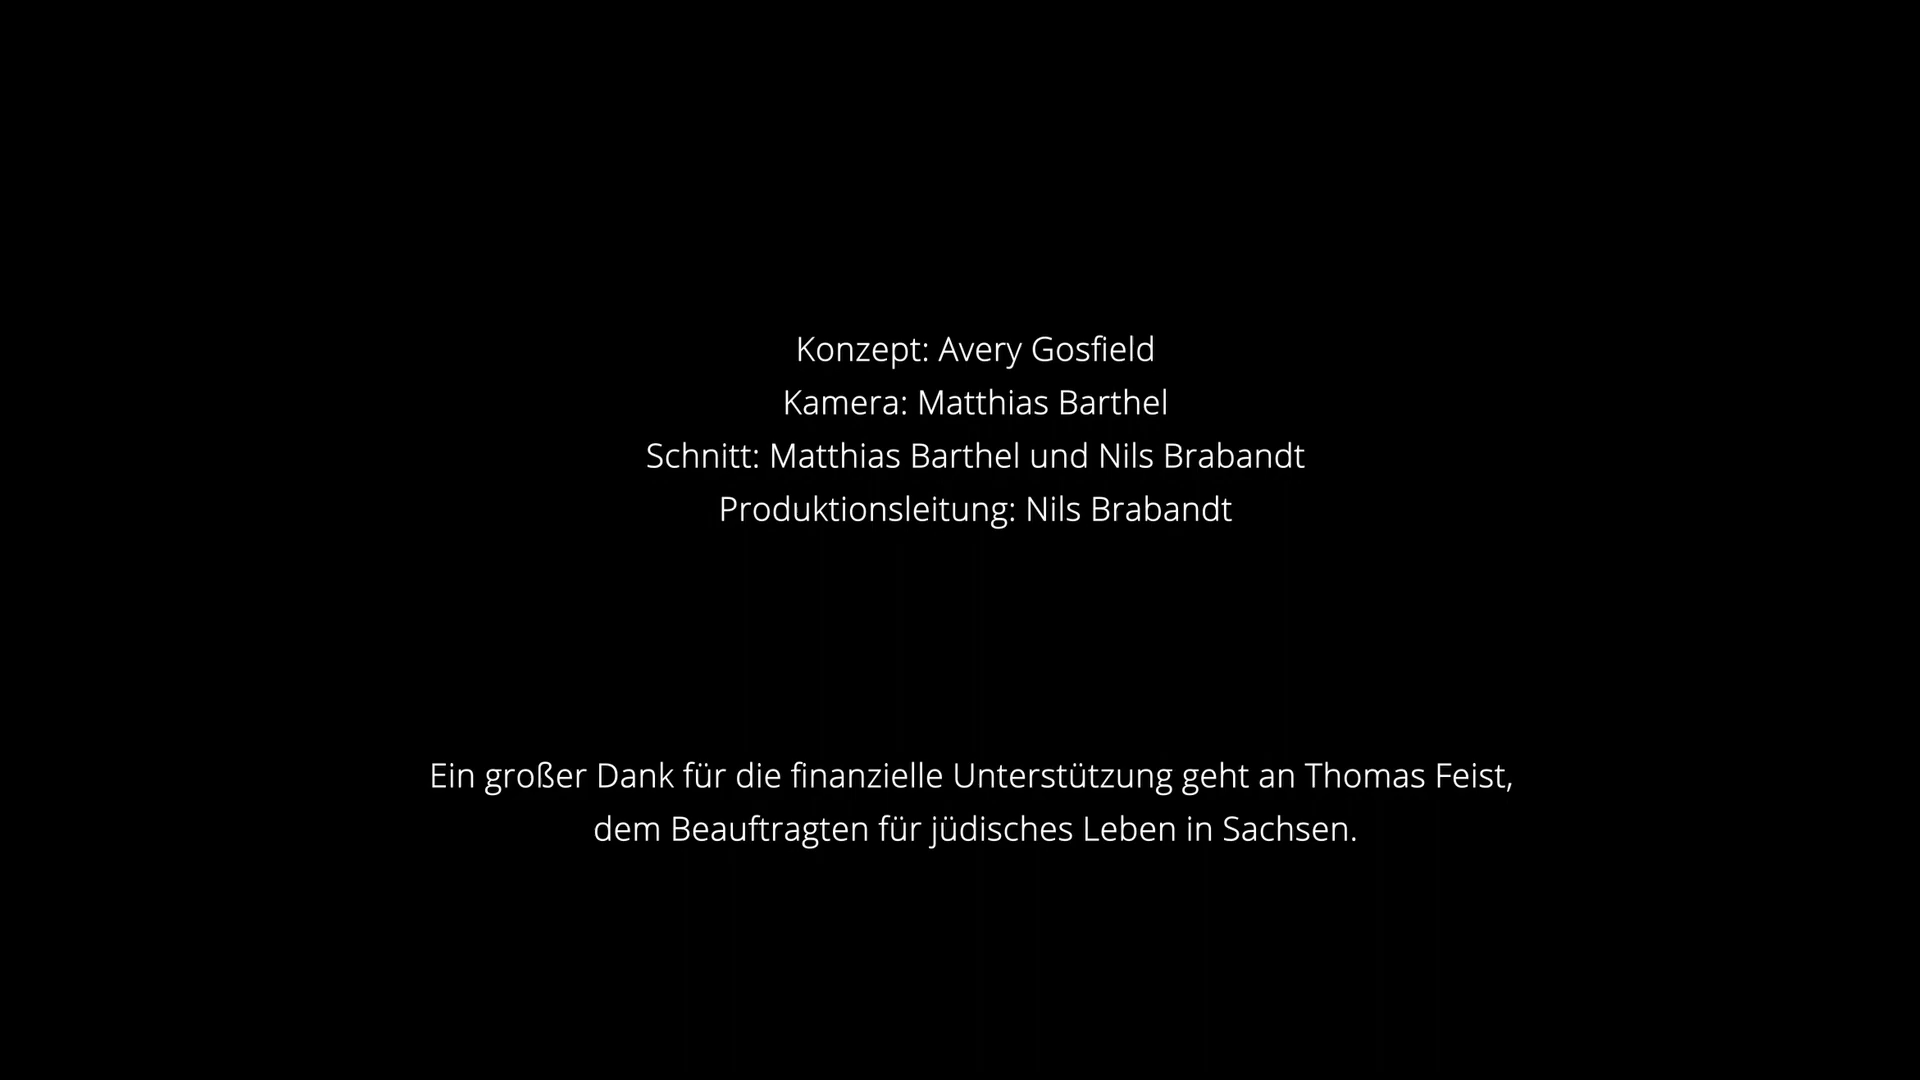 Konzept: Avery Gosfield
Kamera: Matthias Barthel
Schnitt: Matthias Barthel und Nils Brabandt
Produktionsleitung: Nils Brabandt
Ein großer Dank für die finanzielle Unterstützung geht an Thomas Feist,
dem Beauftragten für jüdisches Leben in Sachsen.